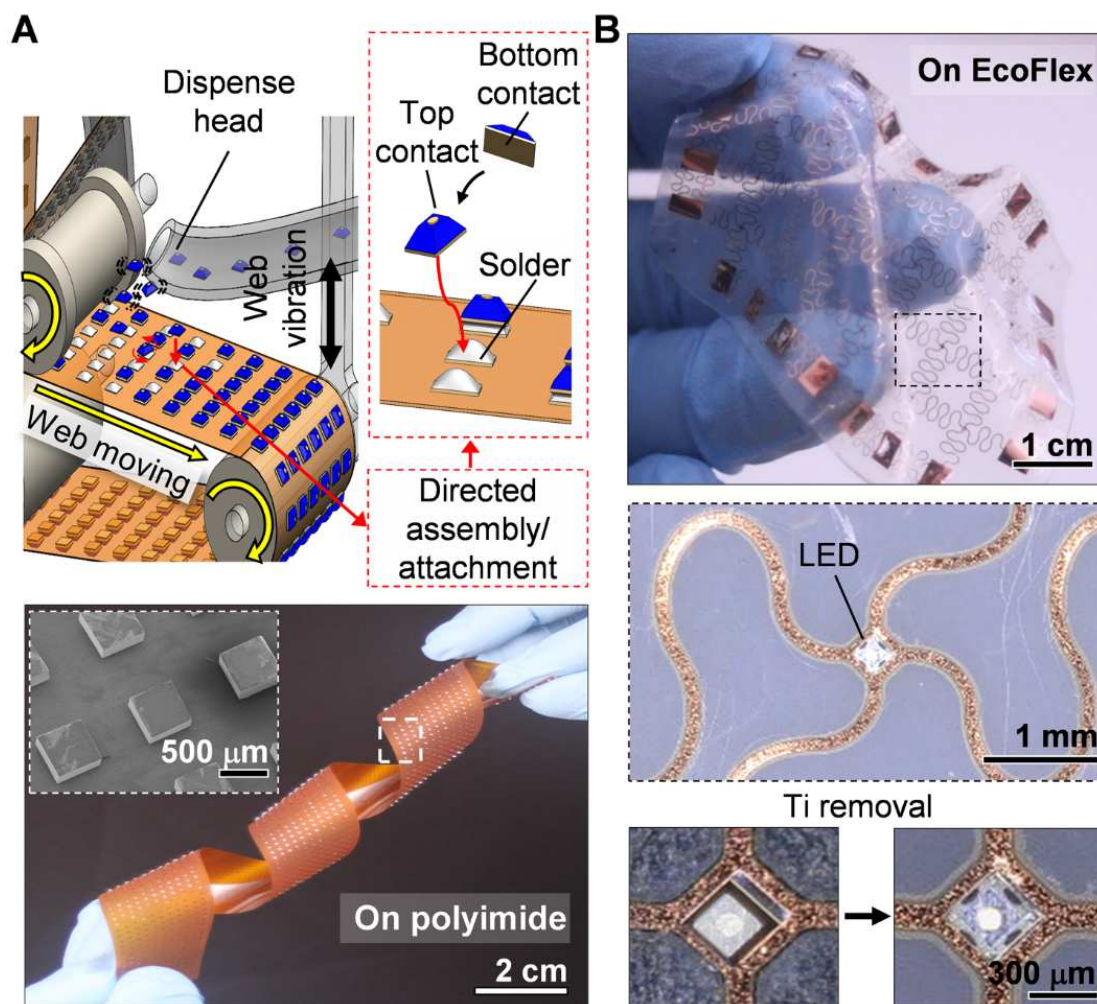 A
Dispense
head
Web
vibration
Web moving
Bottom
contact
Top
contact
Solder
Directed
assembly/
attachment
500 μm
On polyimide
2 cm
B
On EcoFlex
1 cm
LED
1 mm
Ti removal
300 μm